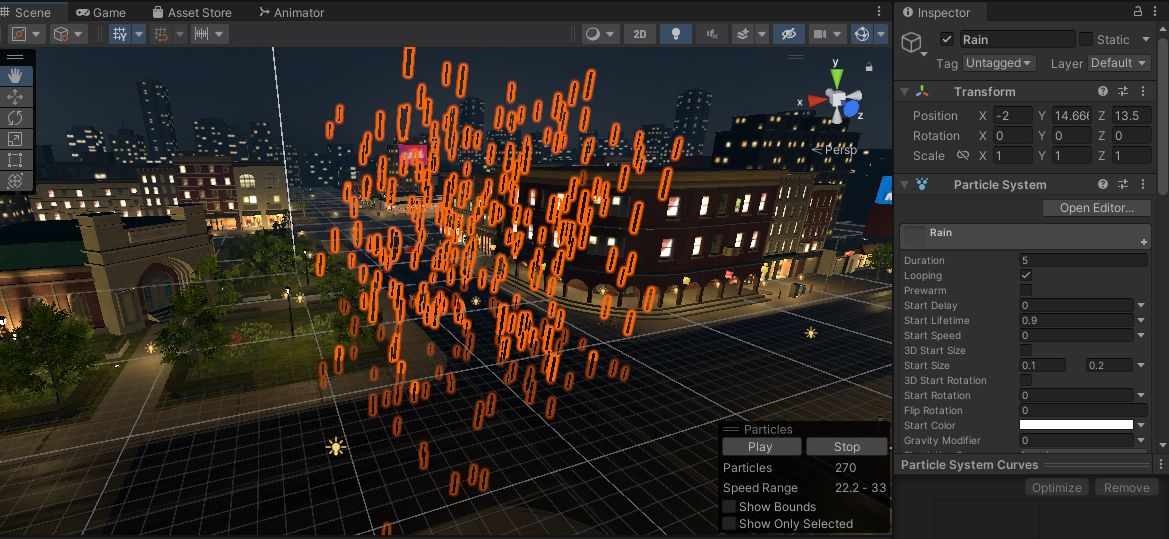 Scene Game Asset Store Animator
2D
y
x
z
Persp
Particles
Play Stop
Particles 270
Speed Range 22.2 - 33
Show Bounds
Show Only Selected
Inspector
Rain Static
Tag Untagged Layer Default
Transform
Position X -2 Y 14.666 Z 13.5
Rotation X 0 Y 0 Z 0
Scale X 1 Y 1 Z 1
Particle System
Open Editor...
Rain
Duration 5
Looping
Prewarm
Start Delay 0
Start Lifetime 0.9
Start Speed 0
3D Start Size
Start Size 0.1 0.2
3D Start Rotation
Start Rotation 0
Flip Rotation 0
Start Color
Gravity Modifier 0
Particle System Curves
Optimize Remove